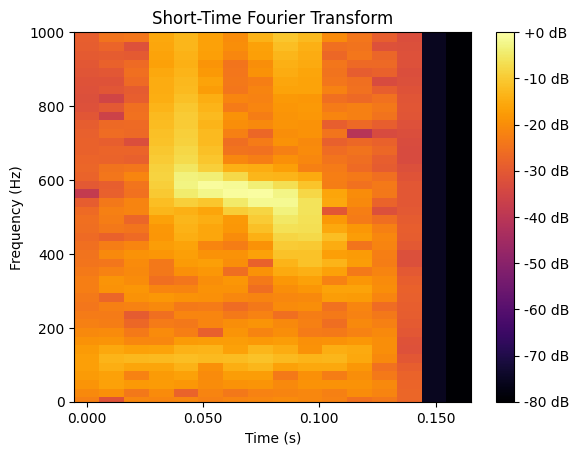 Short-Time Fourier Transform
Frequency (Hz)
1000
800
600
400
200
0
0.000
0.050
0.100
0.150
Time (s)
+0 dB
-10 dB
-20 dB
-30 dB
-40 dB
-50 dB
-60 dB
-70 dB
-80 dB